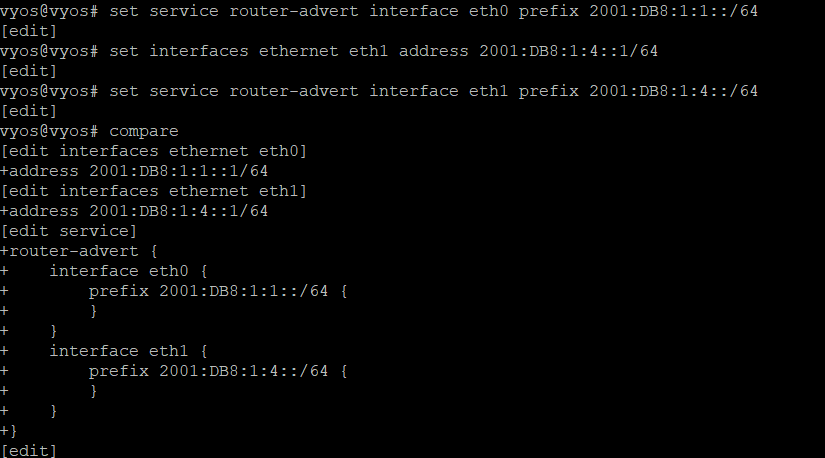 vyos@vyos# set service router-advert interface eth0 prefix 2001:DB8:1:1::/64
[edit]
vyos@vyos# set interfaces ethernet eth1 address 2001:DB8:1:4::1/64
[edit]
vyos@vyos# set service router-advert interface eth1 prefix 2001:DB8:1:4::/64
[edit]
vyos@vyos# compare
[edit interfaces ethernet eth0]
+address 2001:DB8:1:1::1/64
[edit interfaces ethernet eth1]
+address 2001:DB8:1:4::1/64
[edit service]
+router-advert {
+    interface eth0 {
+        prefix 2001:DB8:1:1::/64 {
+        }
+    }
+    interface eth1 {
+        prefix 2001:DB8:1:4::/64 {
+        }
+    }
+}
[edit]